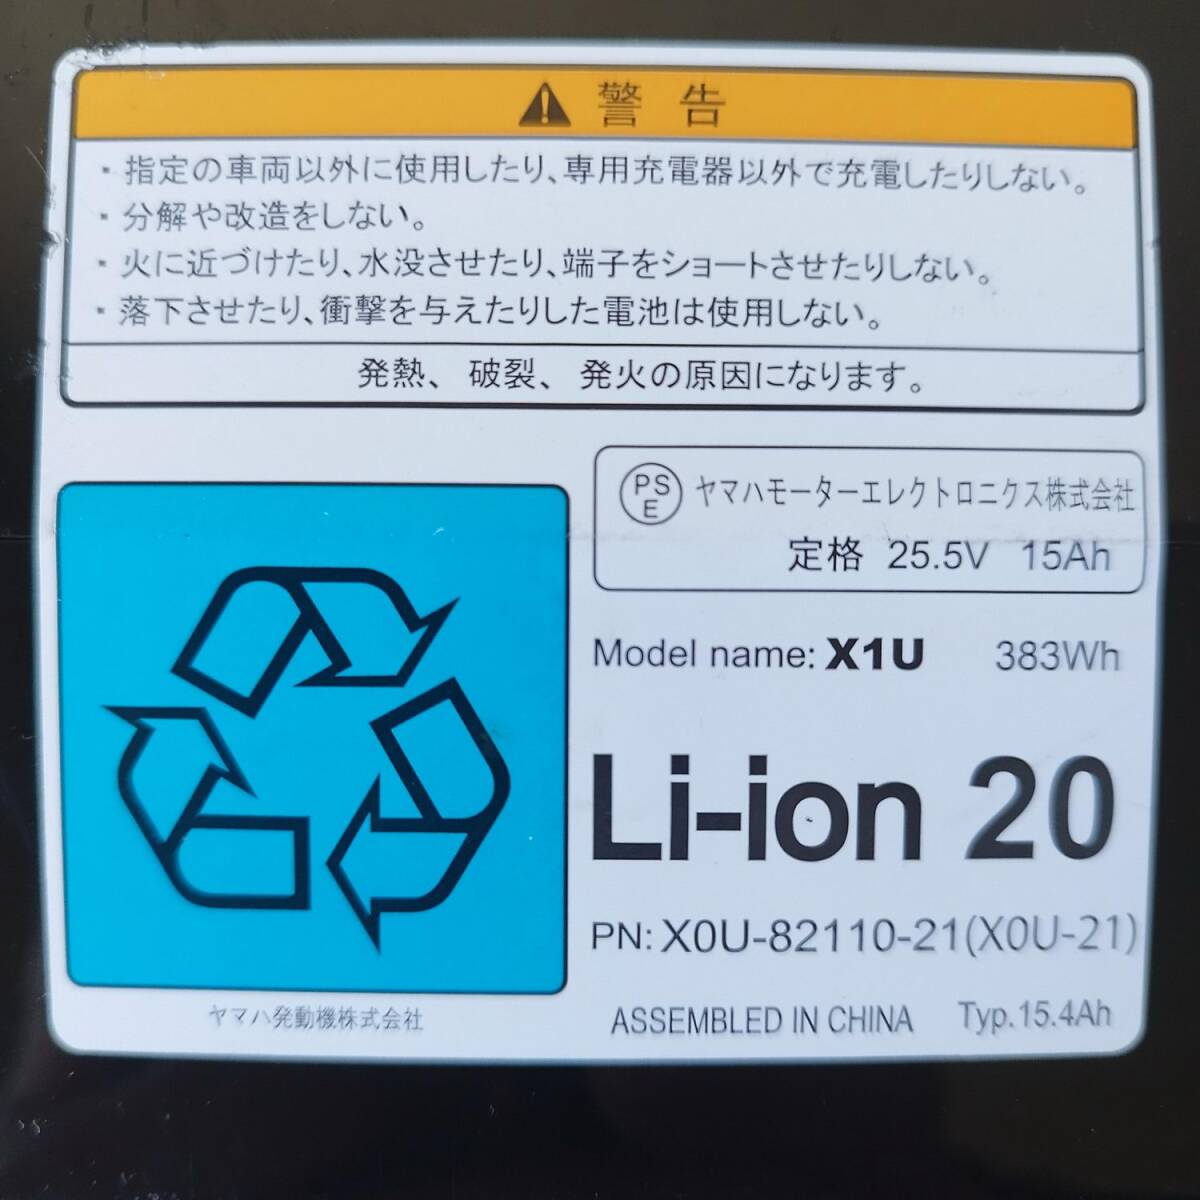 警告
・指定の車両以外に使用したり、専用充電器以外で充電したりしない。
・分解や改造をしない。
・火に近づけたり、水没させたり、端子をショートさせたりしない。
・落下させたり、衝撃を与えたりした電池は使用しない。
発熱、破裂、発火の原因になります。
PSE ヤマハモーターエレクトロニクス株式会社
定格 25.5V 15Ah
Model name: X1U 383Wh
Li-ion 20
PN: X0U-82110-21(X0U-21)
ヤマハ発動機株式会社
ASSEMBLED IN CHINA Typ.15.4Ah